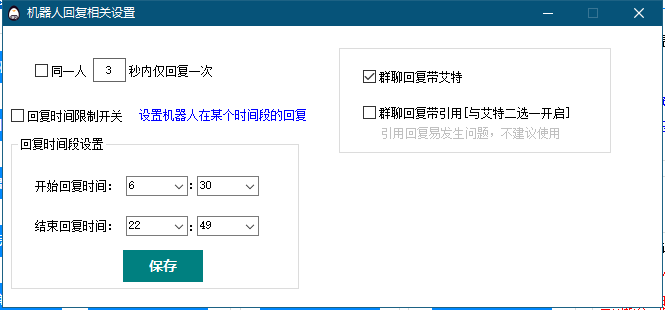 机器人回复相关设置
同一人 3 秒内仅回复一次
回复时间限制开关 设置机器人在某个时间段的回复
回复时间段设置
开始回复时间： 6 : 30
结束回复时间： 22 : 49
保存
群聊回复带艾特
群聊回复带引用[与艾特二选一开启]
引用回复易发生问题，不建议使用